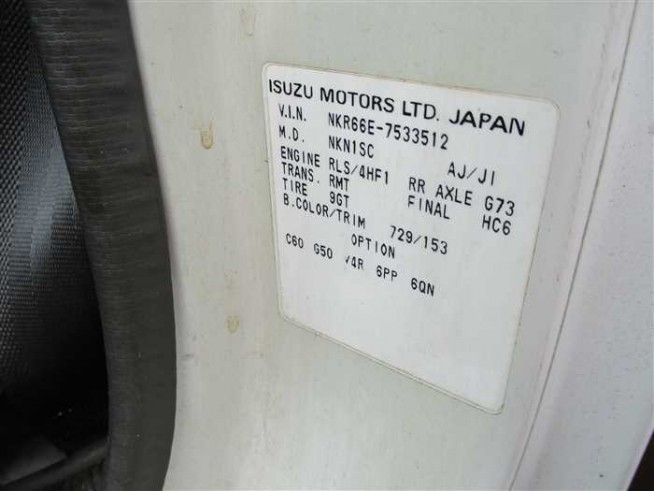 ISUZU MOTORS LTD. JAPAN
V.I.N. NKR66E-7533512
M.D. NKN1SC AJ/J1
ENGINE RLS/4HF1 RR AXLE G73
TRANS. RMT FINAL HC6
TIRE 9GT
B.COLOR/TRIM 729/153
OPTION
C60 G50 V4R 6PP 6QN